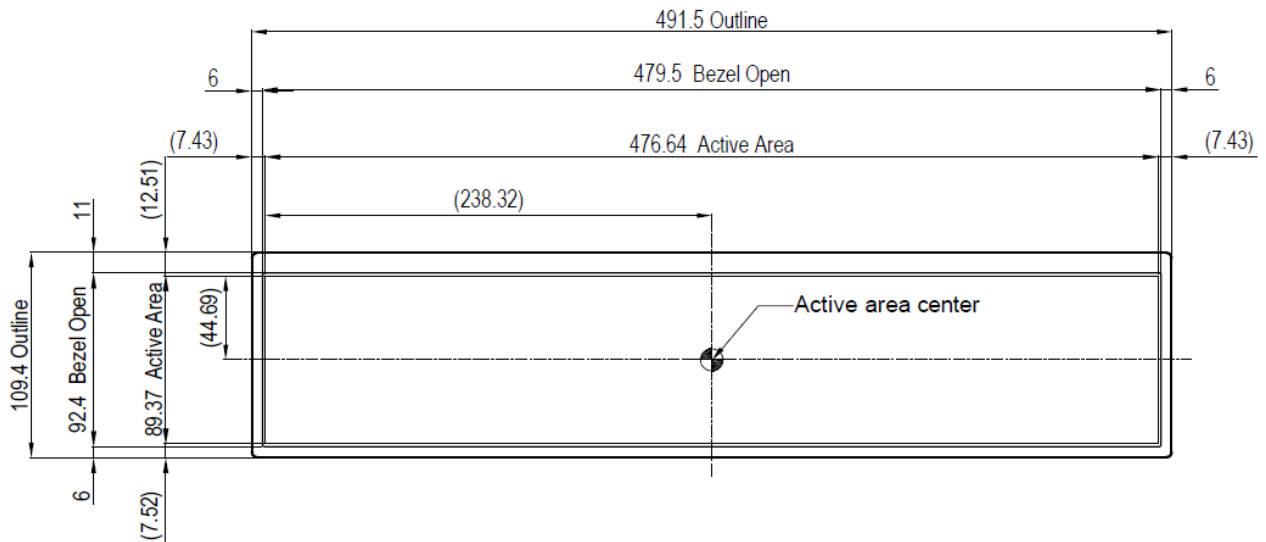 491.5 Outline
6
479.5 Bezel Open
6
(7.43)
476.64 Active Area
(7.43)
11
(12.51)
(238.32)
109.4 Outline
92.4 Bezel Open
89.37 Active Area
(44.69)
Active area center
6
(7.52)